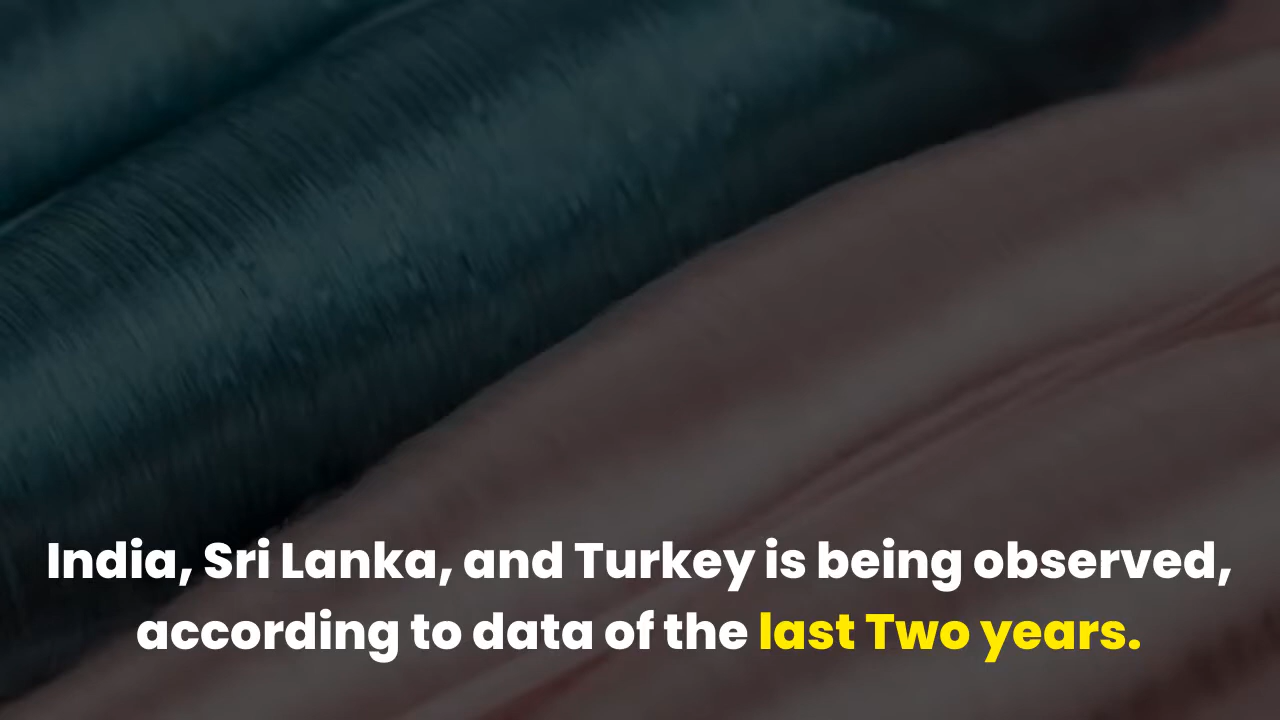 India, Sri Lanka, and Turkey is being observed,
according to data of the last Two years.